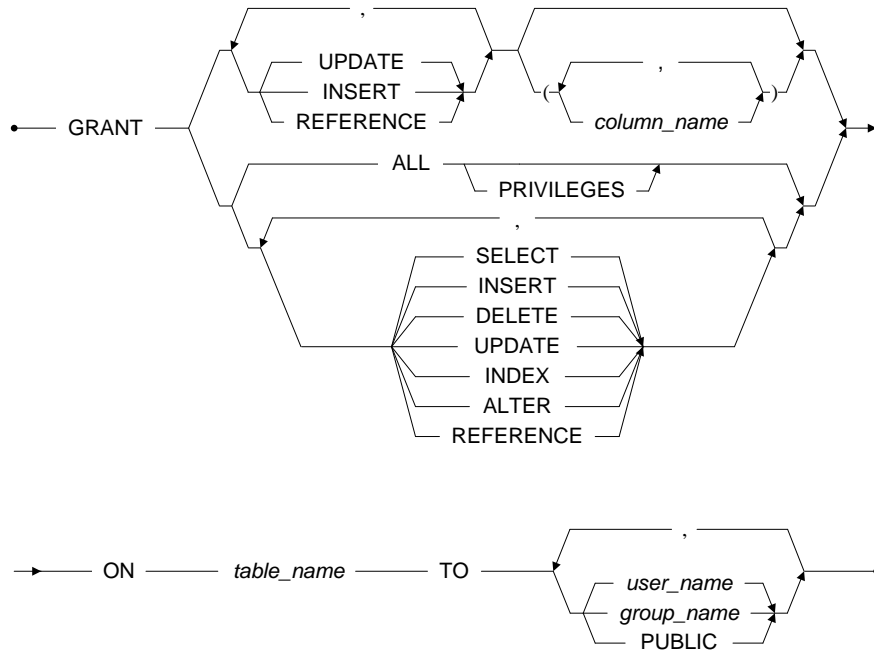 ,
UPDATE
INSERT
REFERENCE
( , )
column_name
GRANT
ALL
PRIVILEGES
,
SELECT
INSERT
DELETE
UPDATE
INDEX
ALTER
REFERENCE
,
ON table_name TO
user_name
group_name
PUBLIC